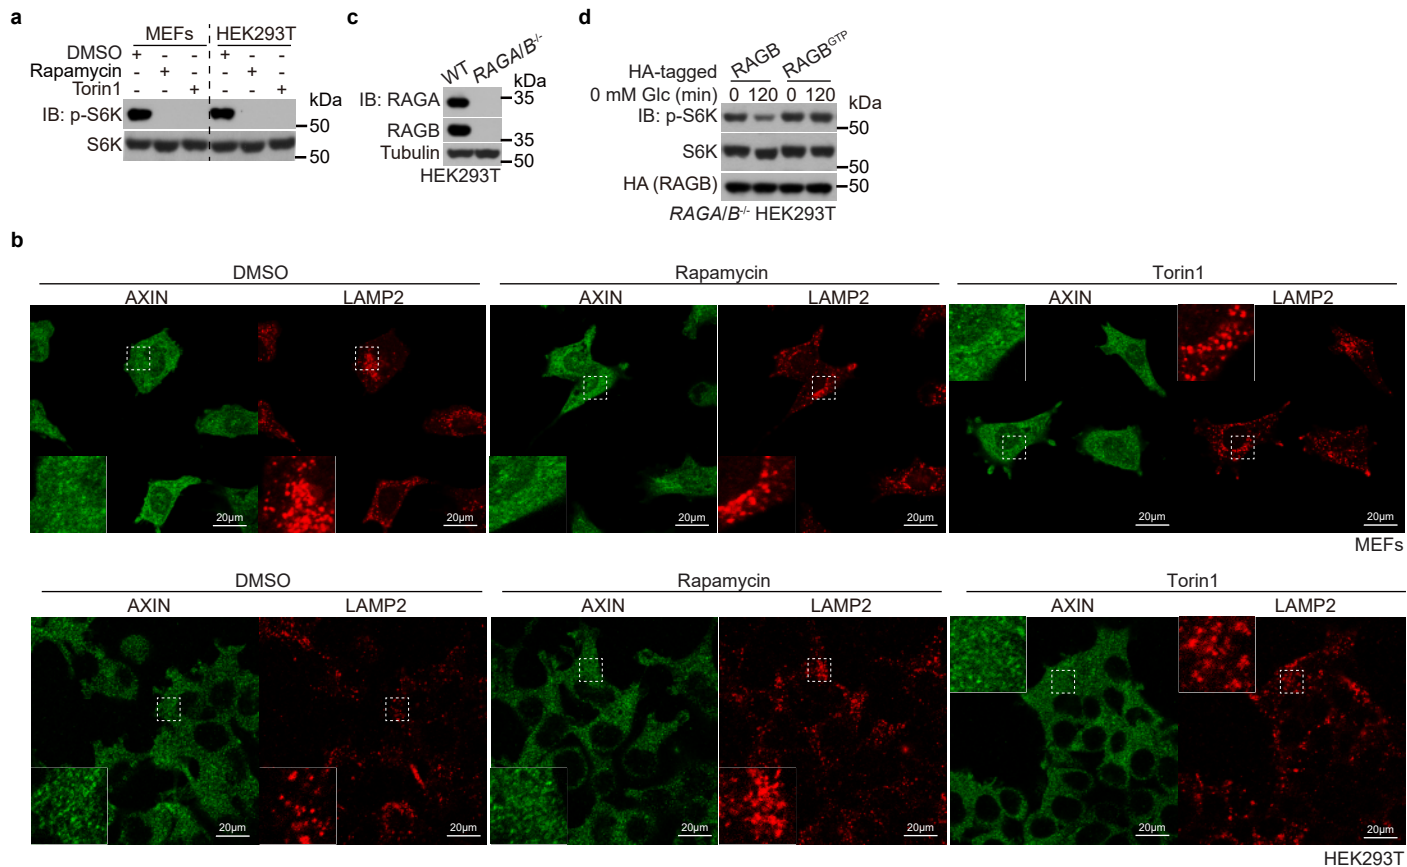 a
MEFs HEK293T
DMSO + - - + - -
Rapamycin - + - - + -
Torin1 - - + - - +
kDa
IB: p-S6K
50
S6K
50
c
WT RAGA/B-/-
kDa
IB: RAGA
35
RAGB
35
Tubulin
50
HEK293T
d
HA-tagged RAGB RAGBGTP
0 mM Glc (min) 0 120 0 120
kDa
IB: p-S6K
50
S6K
50
HA (RAGB)
50
RAGA/B-/- HEK293T
b
DMSO Rapamycin Torin1
AXIN LAMP2 AXIN LAMP2 AXIN LAMP2
20μm 20μm 20μm 20μm 20μm 20μm
MEFs
DMSO Rapamycin Torin1
AXIN LAMP2 AXIN LAMP2 AXIN LAMP2
20μm 20μm 20μm 20μm 20μm 20μm
HEK293T